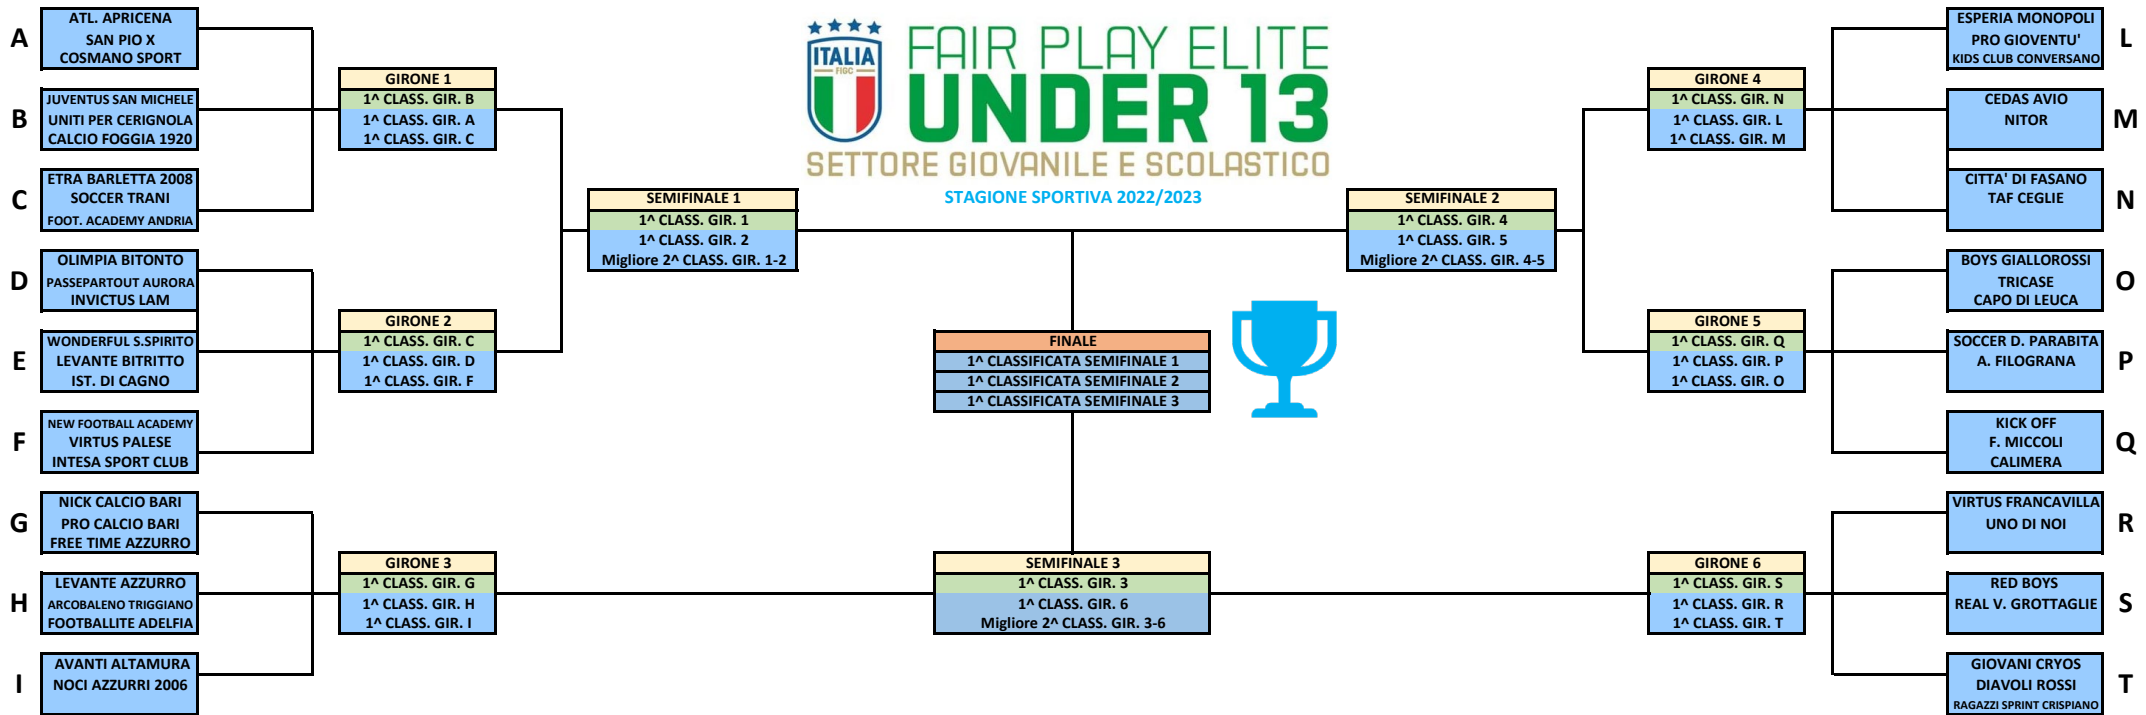 A
ATL. APRICENA
SAN PIO X
COSMANO SPORT
B
JUVENTUS SAN MICHELE
UNITI PER CERIGNOLA
CALCIO FOGGIA 1920
C
ETRA BARLETTA 2008
SOCCER TRANI
FOOT. ACADEMY ANDRIA
D
OLIMPIA BITONTO
PASSEPARTOUT AURORA
INVICTUS LAM
E
WONDERFUL S.SPIRITO
LEVANTE BITRITTO
IST. DI CAGNO
F
NEW FOOTBALL ACADEMY
VIRTUS PALESE
INTESA SPORT CLUB
G
NICK CALCIO BARI
PRO CALCIO BARI
FREE TIME AZZURRO
H
LEVANTE AZZURRO
ARCOBALENO TRIGGIANO
FOOTBALLITE ADELFIA
I
AVANTI ALTAMURA
NOCI AZZURRI 2006
GIRONE 1
1^ CLASS. GIR. B
1^ CLASS. GIR. A
1^ CLASS. GIR. C
GIRONE 2
1^ CLASS. GIR. C
1^ CLASS. GIR. D
1^ CLASS. GIR. F
GIRONE 3
1^ CLASS. GIR. G
1^ CLASS. GIR. H
1^ CLASS. GIR. I
SEMIFINALE 1
1^ CLASS. GIR. 1
1^ CLASS. GIR. 2
Migliore 2^ CLASS. GIR. 1-2
ITALIA
FIGC
FAIR PLAY ELITE
UNDER 13
SETTORE GIOVANILE E SCOLASTICO
STAGIONE SPORTIVA 2022/2023
FINALE
1^ CLASSIFICATA SEMIFINALE 1
1^ CLASSIFICATA SEMIFINALE 2
1^ CLASSIFICATA SEMIFINALE 3
SEMIFINALE 3
1^ CLASS. GIR. 3
1^ CLASS. GIR. 6
Migliore 2^ CLASS. GIR. 3-6
SEMIFINALE 2
1^ CLASS. GIR. 4
1^ CLASS. GIR. 5
Migliore 2^ CLASS. GIR. 4-5
GIRONE 4
1^ CLASS. GIR. N
1^ CLASS. GIR. L
1^ CLASS. GIR. M
GIRONE 5
1^ CLASS. GIR. Q
1^ CLASS. GIR. P
1^ CLASS. GIR. O
GIRONE 6
1^ CLASS. GIR. S
1^ CLASS. GIR. R
1^ CLASS. GIR. T
ESPERIA MONOPOLI
PRO GIOVENTU'
KIDS CLUB CONVERSANO
L
CEDAS AVIO
NITOR
M
CITTA' DI FASANO
TAF CEGLIE
N
BOYS GIALLOROSSI
TRICASE
CAPO DI LEUCA
O
SOCCER D. PARABITA
A. FILOGRANA
P
KICK OFF
F. MICCOLI
CALIMERA
Q
VIRTUS FRANCAVILLA
UNO DI NOI
R
RED BOYS
REAL V. GROTTAGLIE
S
GIOVANI CRYOS
DIAVOLI ROSSI
RAGAZZI SPRINT CRISPIANO
T